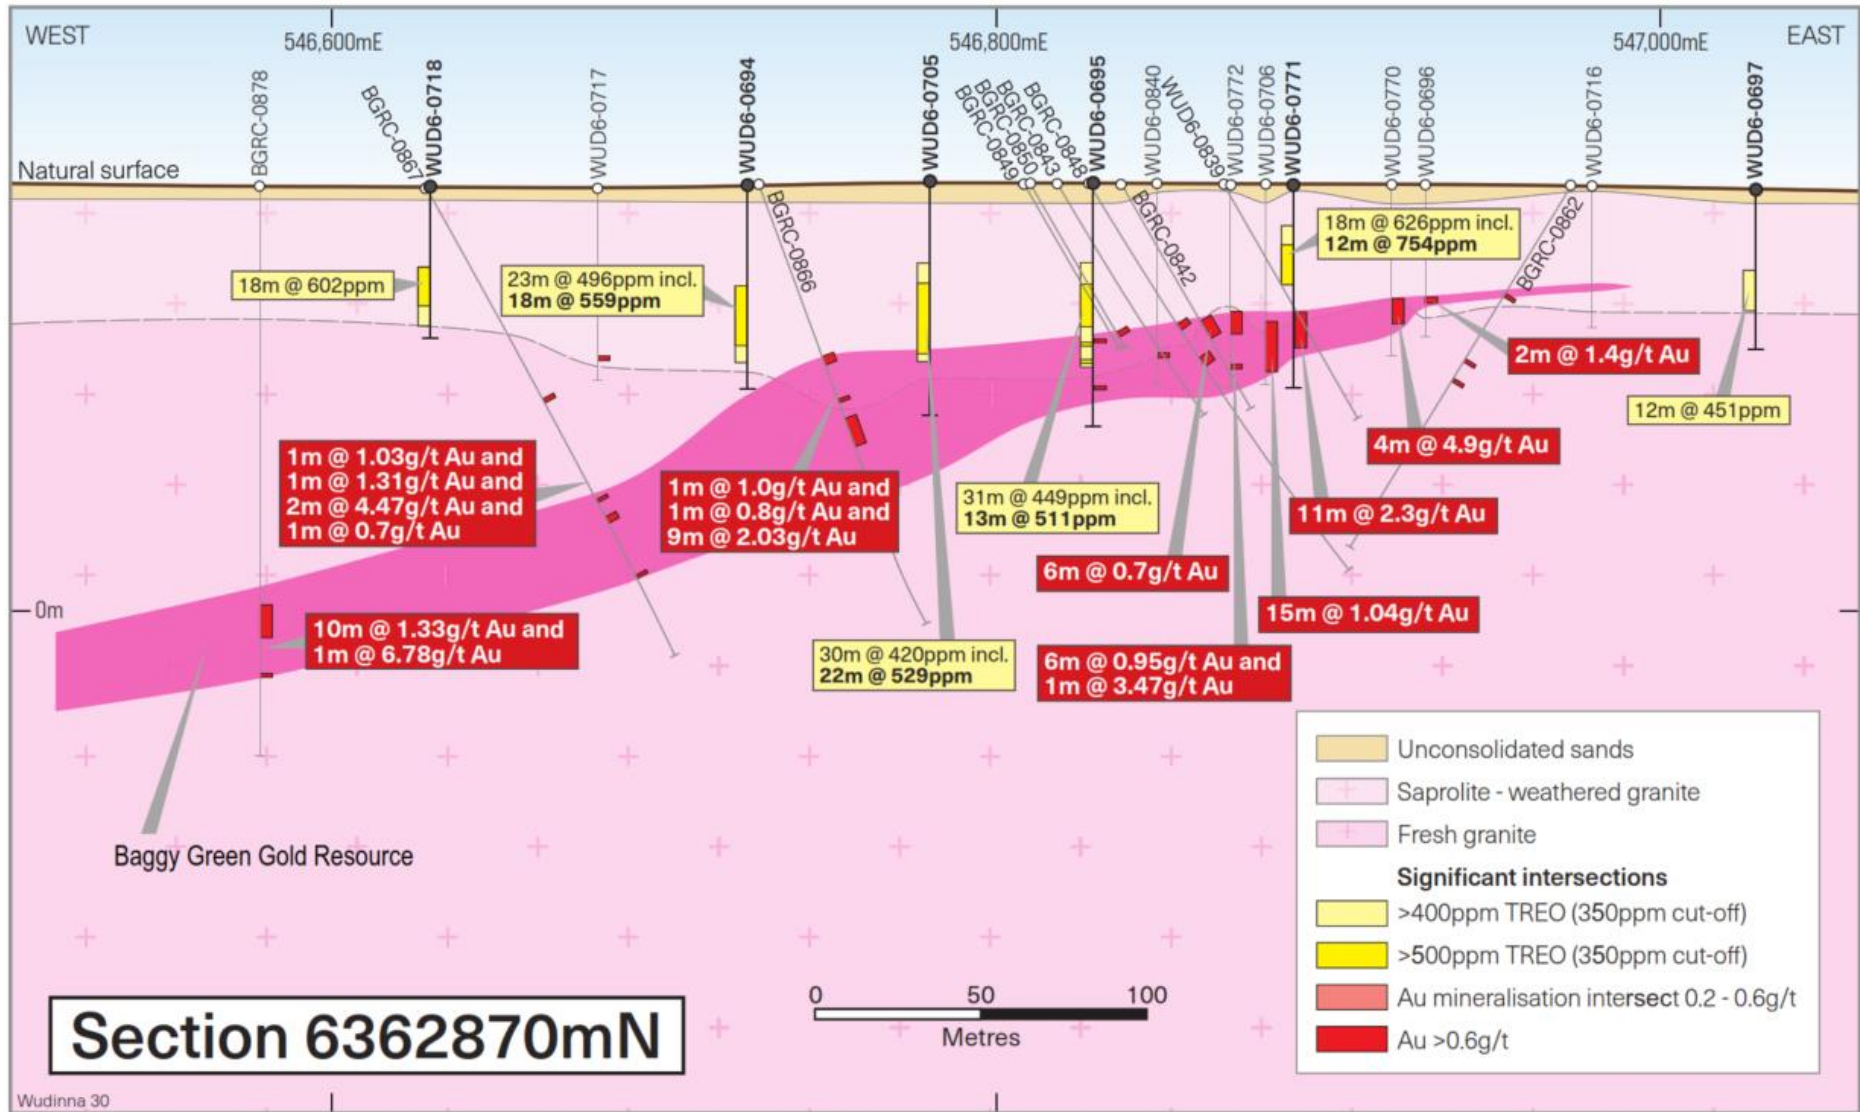 WEST
546,600mE
546,800mE
547,000mE
EAST
BGRC-0878
BGRC-0867
WUD6-0718
WUD6-0717
WUD6-0694
BGRC-0866
WUD6-0705
BGRC-0849
BGRC-0850
BGRC-0843
BGRC-0848
WUD6-0695
BGRC-0842
WUD6-0840
WUD6-0839
WUD6-0772
WUD6-0706
WUD6-0771
WUD6-0770
WUD6-0696
BGRC-0862
WUD6-0716
WUD6-0697
Natural surface
18m @ 602ppm
23m @ 496ppm incl.
18m @ 559ppm
18m @ 626ppm incl.
12m @ 754ppm
2m @ 1.4g/t Au
12m @ 451ppm
4m @ 4.9g/t Au
1m @ 1.03g/t Au and
1m @ 1.31g/t Au and
2m @ 4.47g/t Au and
1m @ 0.7g/t Au
1m @ 1.0g/t Au and
1m @ 0.8g/t Au and
9m @ 2.03g/t Au
31m @ 449ppm incl.
13m @ 511ppm
11m @ 2.3g/t Au
6m @ 0.7g/t Au
15m @ 1.04g/t Au
0m
10m @ 1.33g/t Au and
1m @ 6.78g/t Au
30m @ 420ppm incl.
22m @ 529ppm
6m @ 0.95g/t Au and
1m @ 3.47g/t Au
Baggy Green Gold Resource
Unconsolidated sands
Saprolite - weathered granite
Fresh granite
Significant intersections
>400ppm TREO (350ppm cut-off)
>500ppm TREO (350ppm cut-off)
Au mineralisation intersect 0.2 - 0.6g/t
Au >0.6g/t
0 50 100
Metres
Section 6362870mN
Wudinna 30